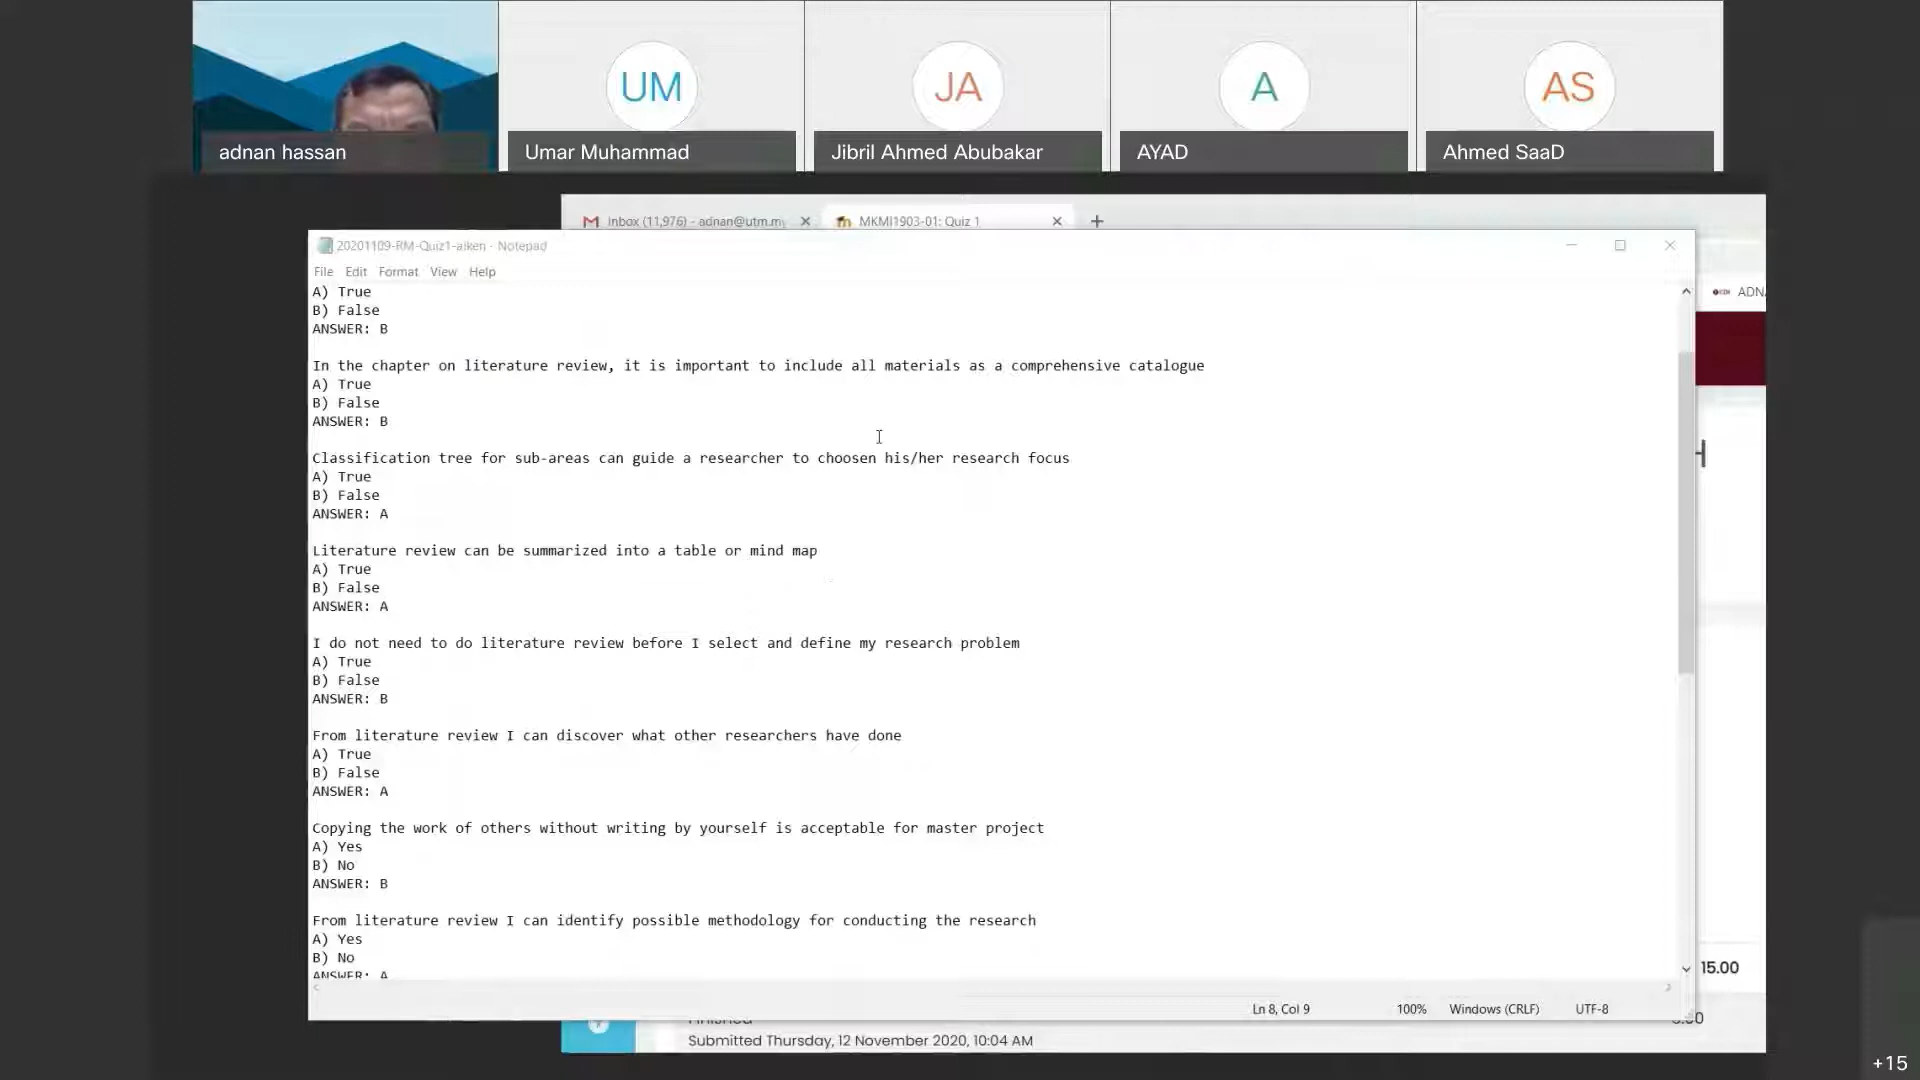 UM
JA
A
AS
adnan hassan
Umar Muhammad
Jibril Ahmed Abubakar
AYAD
Ahmed SaaD
Inbox (11,976) - adnan@utm.my
MKMI1903-01: Quiz 1
20201109-RM-Quiz1-aiken - Notepad
File Edit Format View Help
A) True
B) False
ANSWER: B
In the chapter on literature review, it is important to include all materials as a comprehensive catalogue
A) True
B) False
ANSWER: B
Classification tree for sub-areas can guide a researcher to choosen his/her research focus
A) True
B) False
ANSWER: A
Literature review can be summarized into a table or mind map
A) True
B) False
ANSWER: A
I do not need to do literature review before I select and define my research problem
A) True
B) False
ANSWER: B
From literature review I can discover what other researchers have done
A) True
B) False
ANSWER: A
Copying the work of others without writing by yourself is acceptable for master project
A) Yes
B) No
ANSWER: B
From literature review I can identify possible methodology for conducting the research
A) Yes
B) No
ANSWER: A
Ln 8, Col 9 100% Windows (CRLF) UTF-8
ADNA
15.00
Finished
Submitted Thursday, 12 November 2020, 10:04 AM
+15